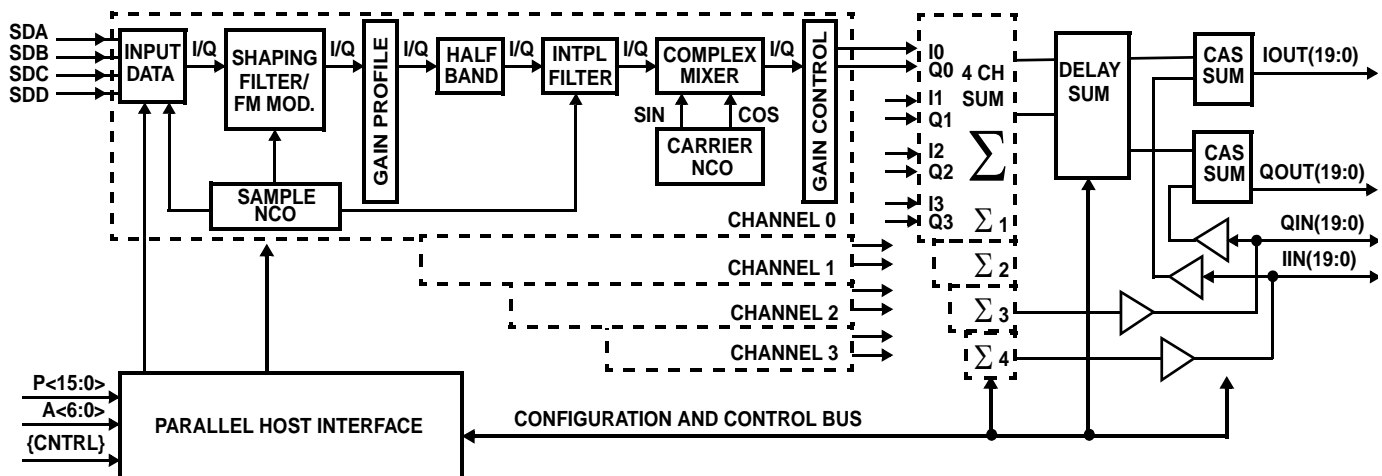 SDA
SDB
SDC
SDD
INPUT
DATA
I/Q
SHAPING
FILTER/
FM MOD.
I/Q
GAIN PROFILE
I/Q
HALF
BAND
I/Q
INTPL
FILTER
I/Q
COMPLEX
MIXER
I/Q
GAIN CONTROL
SIN
COS
CARRIER
NCO
SAMPLE
NCO
CHANNEL 0
CHANNEL 1
CHANNEL 2
CHANNEL 3
I0
Q0
4 CH
SUM
I1
Q1
∑
I2
Q2
I3
Q3
∑ 1
∑ 2
∑ 3
∑ 4
DELAY
SUM
CAS
SUM
IOUT(19:0)
CAS
SUM
QOUT(19:0)
QIN(19:0)
IIN(19:0)
P<15:0>
A<6:0>
{CNTRL}
PARALLEL HOST INTERFACE
CONFIGURATION AND CONTROL BUS